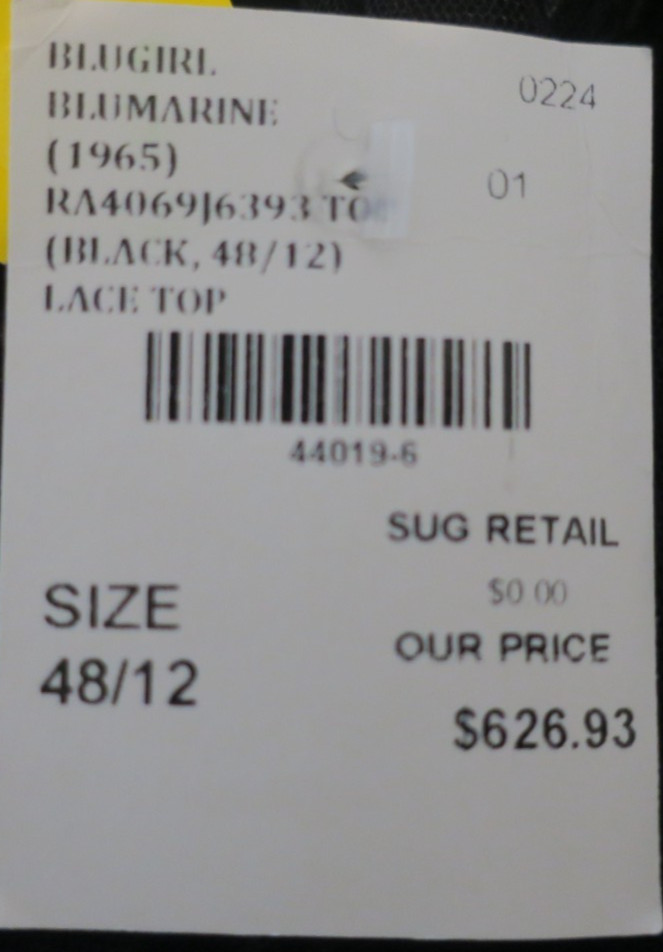 BLUGIRL
BLUMARINE
0224
(1965)
01
RA4069J6393 TO
(BLACK, 48/12)
LACE TOP
44019-6
SUG RETAIL
$0.00
SIZE
OUR PRICE
48/12
$626.93